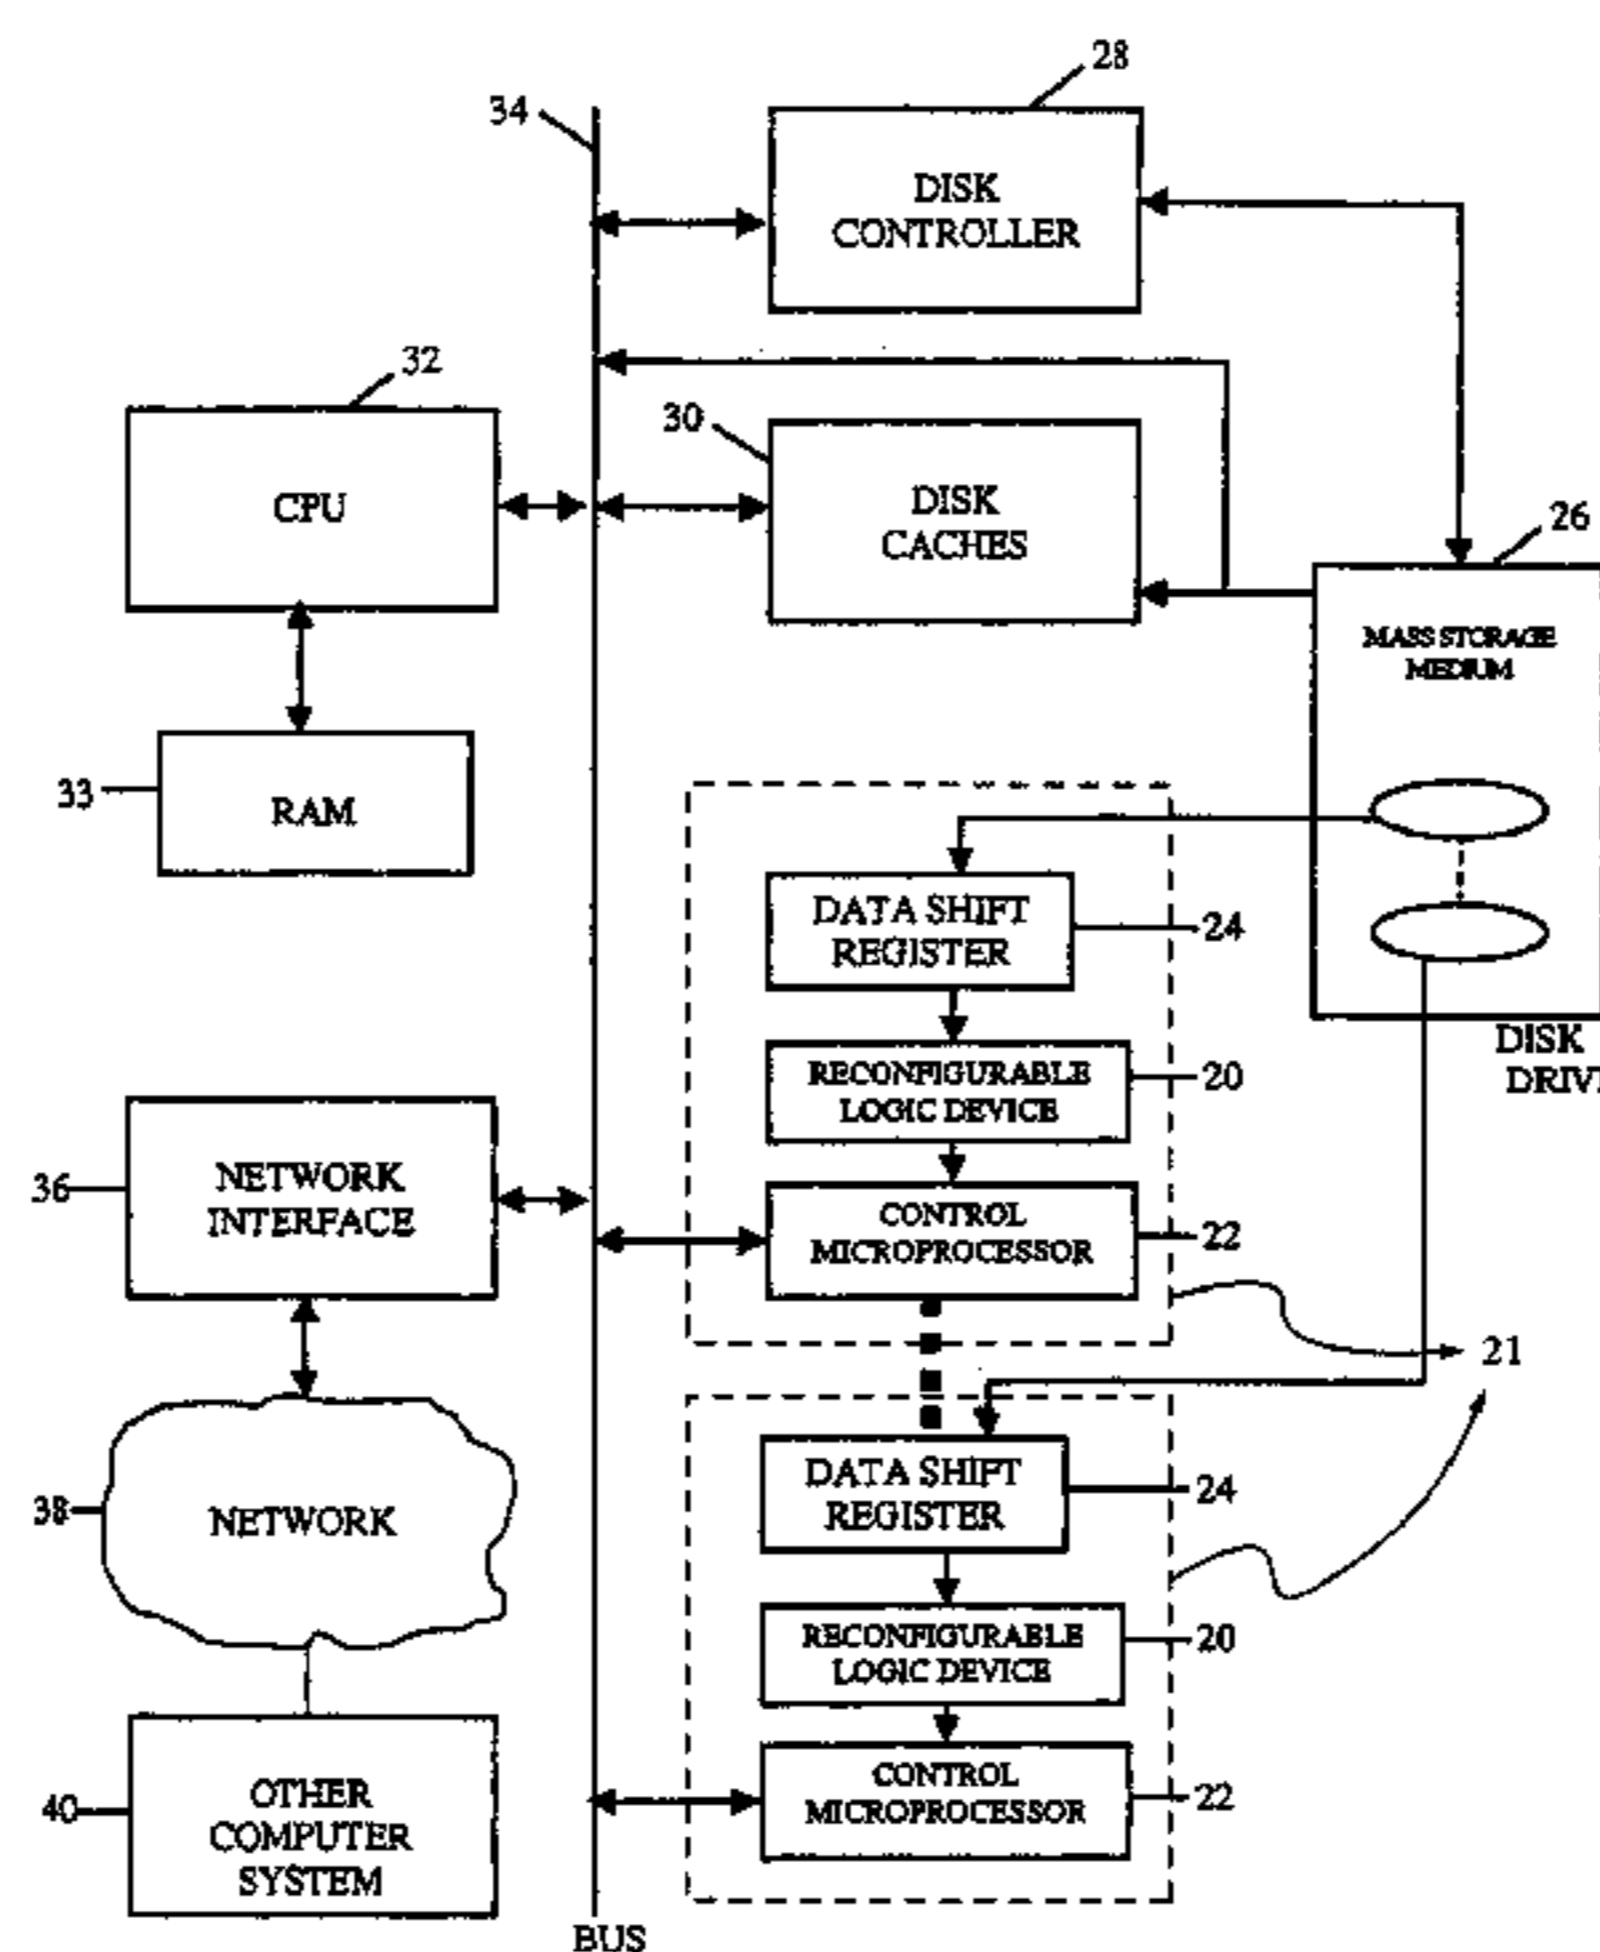 28
34
DISK
CONTROLLER
32
30
CPU
DISK
CACHES
26
MASS STORAGE
MEDIUM
33
RAM
DATA SHIFT
REGISTER
24
DISK
DRIV
RECONFIGURABLE
LOGIC DEVICE
20
36
NETWORK
INTERFACE
CONTROL
MICROPROCESSOR
22
21
DATA SHIFT
REGISTER
24
38
NETWORK
RECONFIGURABLE
LOGIC DEVICE
20
CONTROL
MICROPROCESSOR
22
40
OTHER
COMPUTER
SYSTEM
BUS